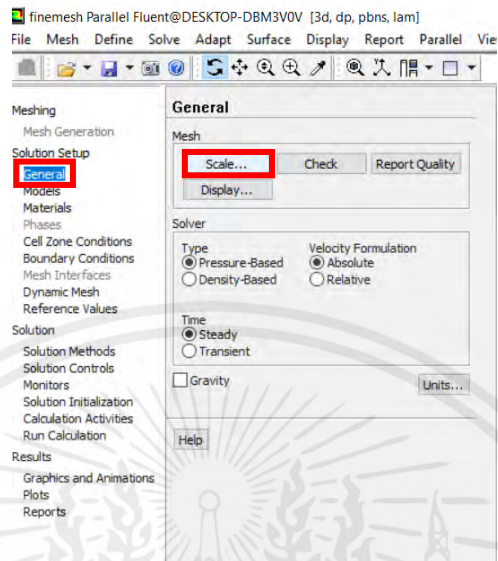 finemesh Parallel Fluent@DESKTOP-DBM3V0V [3d, dp, pbns, lam]
File Mesh Define Solve Adapt Surface Display Report Parallel Vie
Meshing
Mesh Generation
Solution Setup
General
Models
Materials
Phases
Cell Zone Conditions
Boundary Conditions
Mesh Interfaces
Dynamic Mesh
Reference Values
Solution
Solution Methods
Solution Controls
Monitors
Solution Initialization
Calculation Activities
Run Calculation
Results
Graphics and Animations
Plots
Reports
General
Mesh
Scale... Check Report Quality
Display...
Solver
Type Velocity Formulation
Pressure-Based Absolute
Density-Based Relative
Time
Steady
Transient
Gravity
Units...
Help